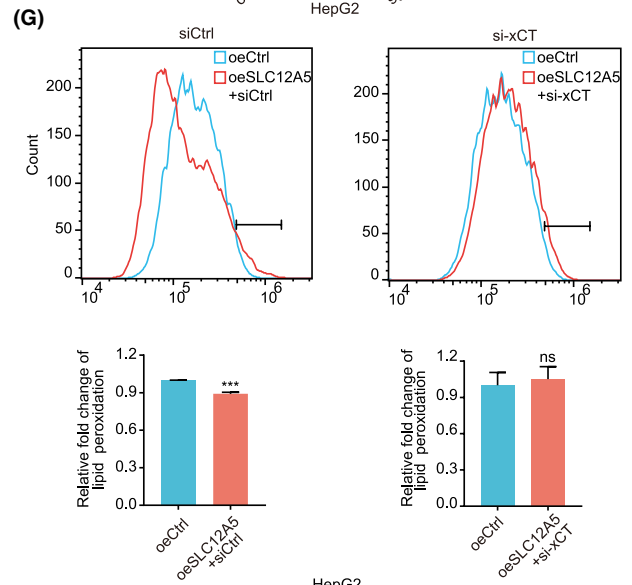 HepG2
(G)
siCtrl
oeCtrl
oeSLC12A5
+siCtrl
Count
200
150
100
50
0
10^4
10^5
10^6
si-xCT
oeCtrl
oeSLC12A5
+si-xCT
200
150
100
50
0
10^4
10^5
10^6
Relative fold change of
lipid peroxidation
1.2
0.9
0.6
0.3
0.0
***
oeCtrl
oeSLC12A5
+siCtrl
Relative fold change of
lipid peroxidation
1.2
0.9
0.6
0.3
0.0
ns
oeCtrl
oeSLC12A5
+si-xCT
HepG2